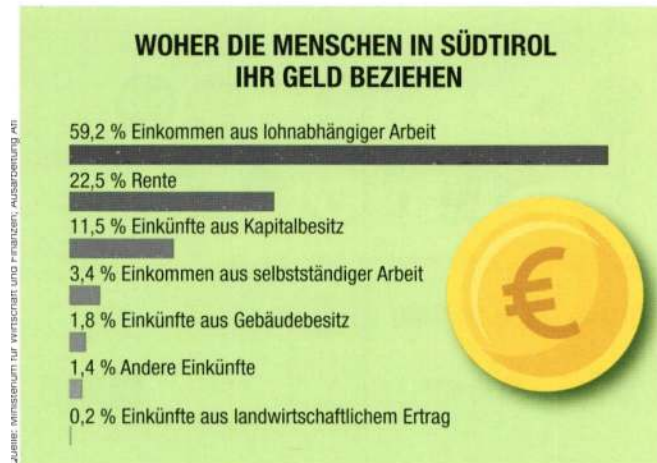 WOHER DIE MENSCHEN IN SÜDTIROL
IHR GELD BEZIEHEN
59,2 % Einkommen aus lohnabhängiger Arbeit
22,5 % Rente
11,5 % Einkünfte aus Kapitalbesitz
3,4 % Einkommen aus selbstständiger Arbeit
1,8 % Einkünfte aus Gebäudebesitz
1,4 % Andere Einkünfte
0,2 % Einkünfte aus landwirtschaftlichem Ertrag
€
Quelle: Ministerium für Wirtschaft und Finanzen; Ausarbeitung